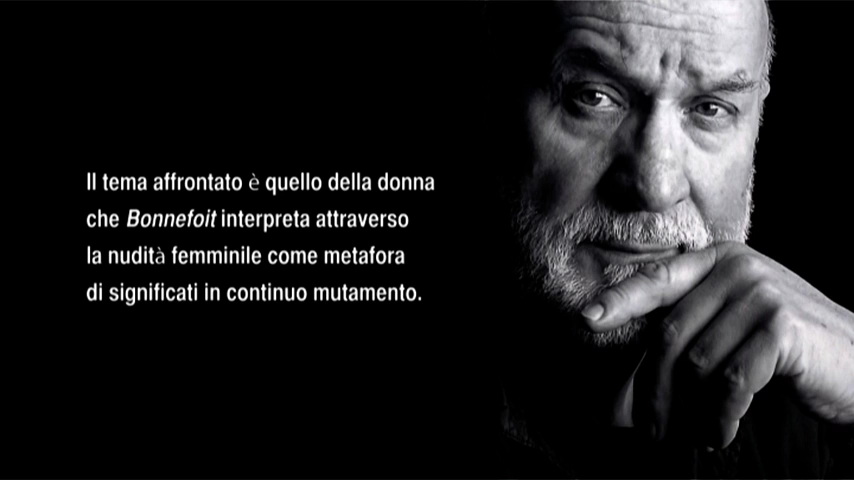 Il tema affrontato è quello della donna
che Bonnefoit interpreta attraverso
la nudità femminile come metafora
di significati in continuo mutamento.